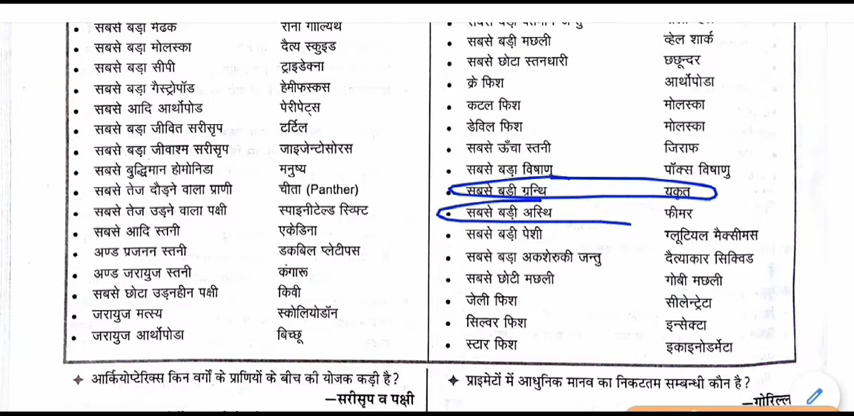 सबसे बड़ा मेढक राना गोलियथ
सबसे बड़ा मोलस्का दैत्य स्कुइड
सबसे बड़ा सीपी ट्राइडेक्ना
सबसे बड़ा गैस्ट्रोपॉड हेमीफस्कस
सबसे आदि आर्थोपोड पेरीपेट्स
सबसे बड़ा जीवित सरीसृप टर्टिल
सबसे बड़ा जीवाश्म सरीसृप जाइजेन्टोसोरस
सबसे बुद्धिमान होमोनिडा मनुष्य
सबसे तेज दौड़ने वाला प्राणी चीता (Panther)
सबसे तेज उड़ने वाला पक्षी स्पाइनीटेल्ड स्विफ्ट
सबसे आदि स्तनी एकेडिना
अण्ड प्रजनन स्तनी डकबिल प्लेटीपस
अण्ड जरायुज स्तनी कंगारू
सबसे छोटा उड़नहीन पक्षी किवी
जरायुज मत्स्य स्कोलियोडॉन
जरायुज आर्थोपोडा बिच्छू
सबसे बड़ी मछली व्हेल शार्क
सबसे छोटा स्तनधारी छछून्दर
क्रे फिश आर्थोपोडा
कटल फिश मोलस्का
डेविल फिश मोलस्का
सबसे ऊँचा स्तनी जिराफ
सबसे बड़ा विषाणु पॉक्स विषाणु
सबसे बडी ग्रन्थि यकृत
सबसे बड़ी अस्थि फीमर
सबसे बड़ी पेशी ग्लूटियल मैक्सीमस
सबसे बड़ा अकशेरुकी जन्तु दैत्याकार सिक्विड
सबसे छोटी मछली गोबी मछली
जेली फिश सीलेन्ट्रेटा
सिल्वर फिश इन्सेक्टा
स्टार फिश इकाइनोडर्मेटा
आर्कियोप्टेरिक्स किन वर्गों के प्राणियों के बीच की योजक कड़ी है?
—सरीसृप व पक्षी
प्राइमेटों में आधुनिक मानव का निकटतम सम्बन्धी कौन है?
—गोरिल्ल